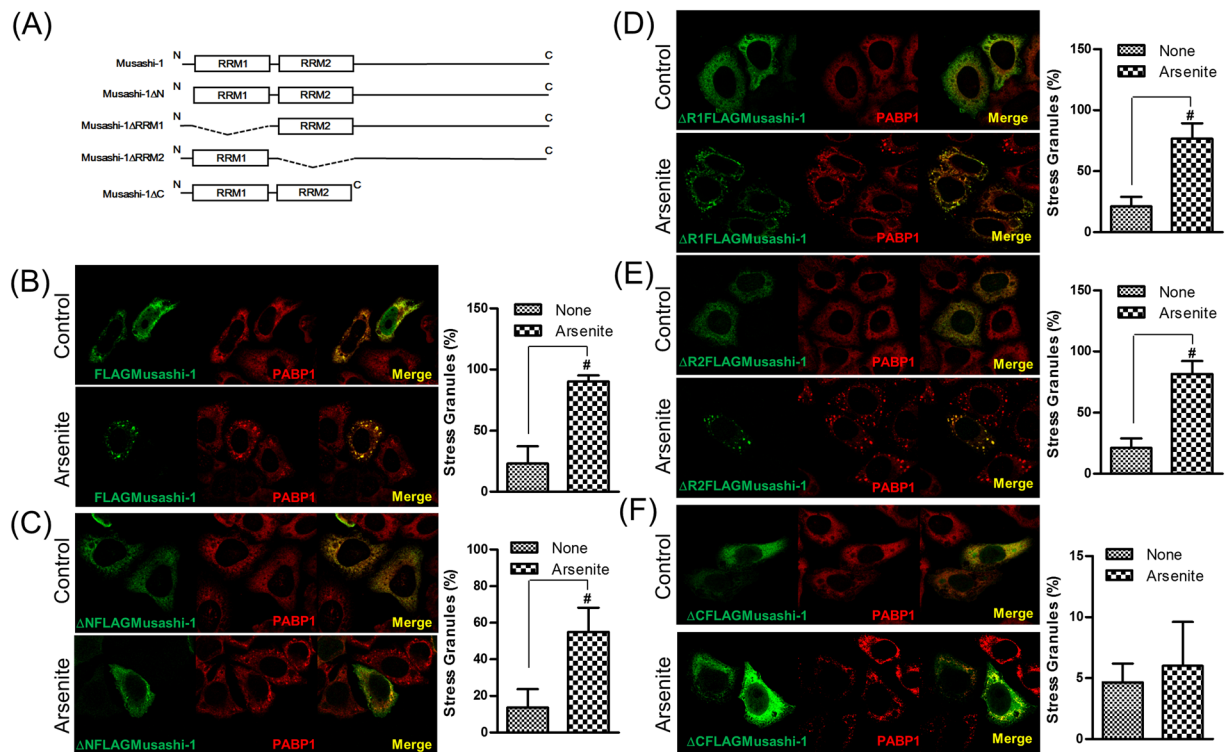 (A)
N C
Musashi-1 RRM1 RRM2
N C
Musashi-1ΔN RRM1 RRM2
N C
Musashi-1ΔRRM1 RRM2
N C
Musashi-1ΔRRM2 RRM1
N C
Musashi-1ΔC RRM1 RRM2
(B)
Control
FLAGMusashi-1 PABP1 Merge
Arsenite
FLAGMusashi-1 PABP1 Merge
None
Arsenite
Stress Granules (%)
150
100
50
0
#
(C)
Control
ΔNFLAGMusashi-1 PABP1 Merge
Arsenite
ΔNFLAGMusashi-1 PABP1 Merge
None
Arsenite
Stress Granules (%)
100
80
60
40
20
0
#
(D)
Control
ΔR1FLAGMusashi-1 PABP1 Merge
Arsenite
ΔR1FLAGMusashi-1 PABP1 Merge
None
Arsenite
Stress Granules (%)
150
100
50
0
#
(E)
Control
ΔR2FLAGMusashi-1 PABP1 Merge
Arsenite
ΔR2FLAGMusashi-1 PABP1 Merge
None
Arsenite
Stress Granules (%)
150
100
50
0
#
(F)
Control
ΔCFLAGMusashi-1 PABP1 Merge
Arsenite
ΔCFLAGMusashi-1 PABP1 Merge
None
Arsenite
Stress Granules (%)
15
10
5
0